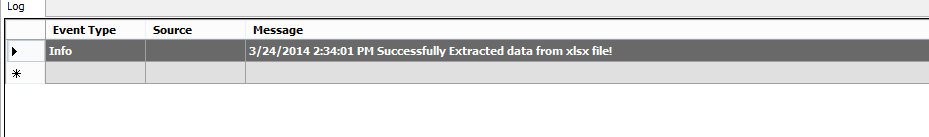 Log
Event Type Source Message
Info 3/24/2014 2:34:01 PM Successfully Extracted data from xlsx file!